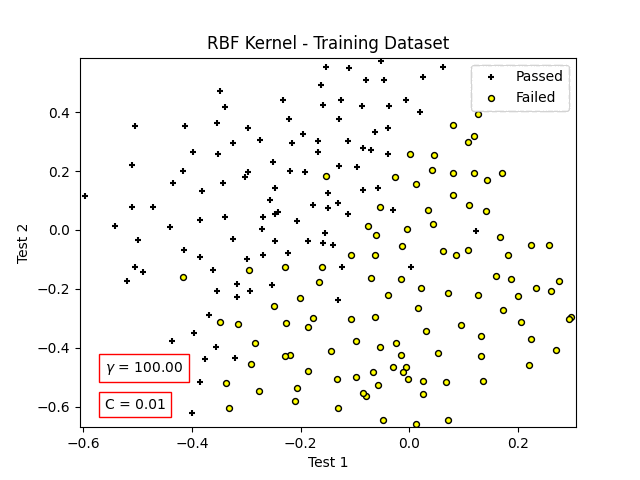 RBF Kernel - Training Dataset
Passed
Failed
0.4
0.2
0.0
−0.2
−0.4
−0.6
Test 2
γ = 100.00
C = 0.01
−0.6 −0.4 −0.2 0.0 0.2
Test 1